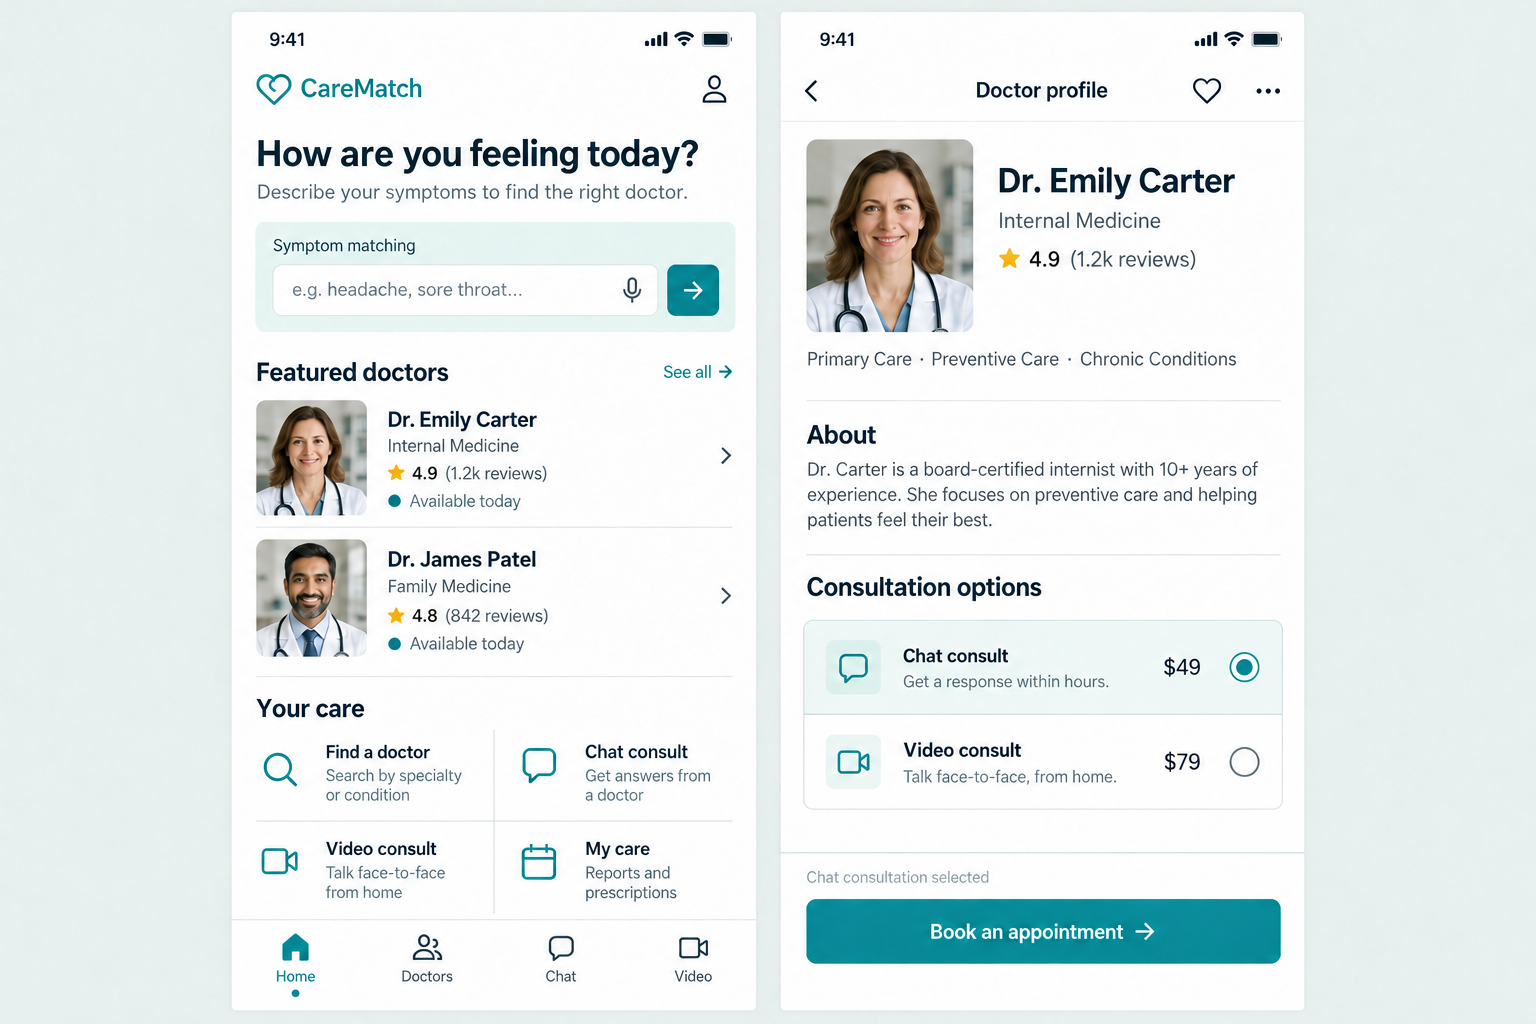 9:41
CareMatch
How are you feeling today?
Describe your symptoms to find the right doctor.
Symptom matching
e.g. headache, sore throat...
Featured doctors
See all →
Dr. Emily Carter
Internal Medicine
4.9 (1.2k reviews)
Available today
Dr. James Patel
Family Medicine
4.8 (842 reviews)
Available today
Your care
Find a doctor
Search by specialty
or condition
Chat consult
Get answers from
a doctor
Video consult
Talk face-to-face
from home
My care
Reports and
prescriptions
Home
Doctors
Chat
Video
9:41
Doctor profile
Dr. Emily Carter
Internal Medicine
4.9 (1.2k reviews)
Primary Care · Preventive Care · Chronic Conditions
About
Dr. Carter is a board-certified internist with 10+ years of
experience. She focuses on preventive care and helping
patients feel their best.
Consultation options
Chat consult
Get a response within hours.
$49
Video consult
Talk face-to-face, from home.
$79
Chat consultation selected
Book an appointment →